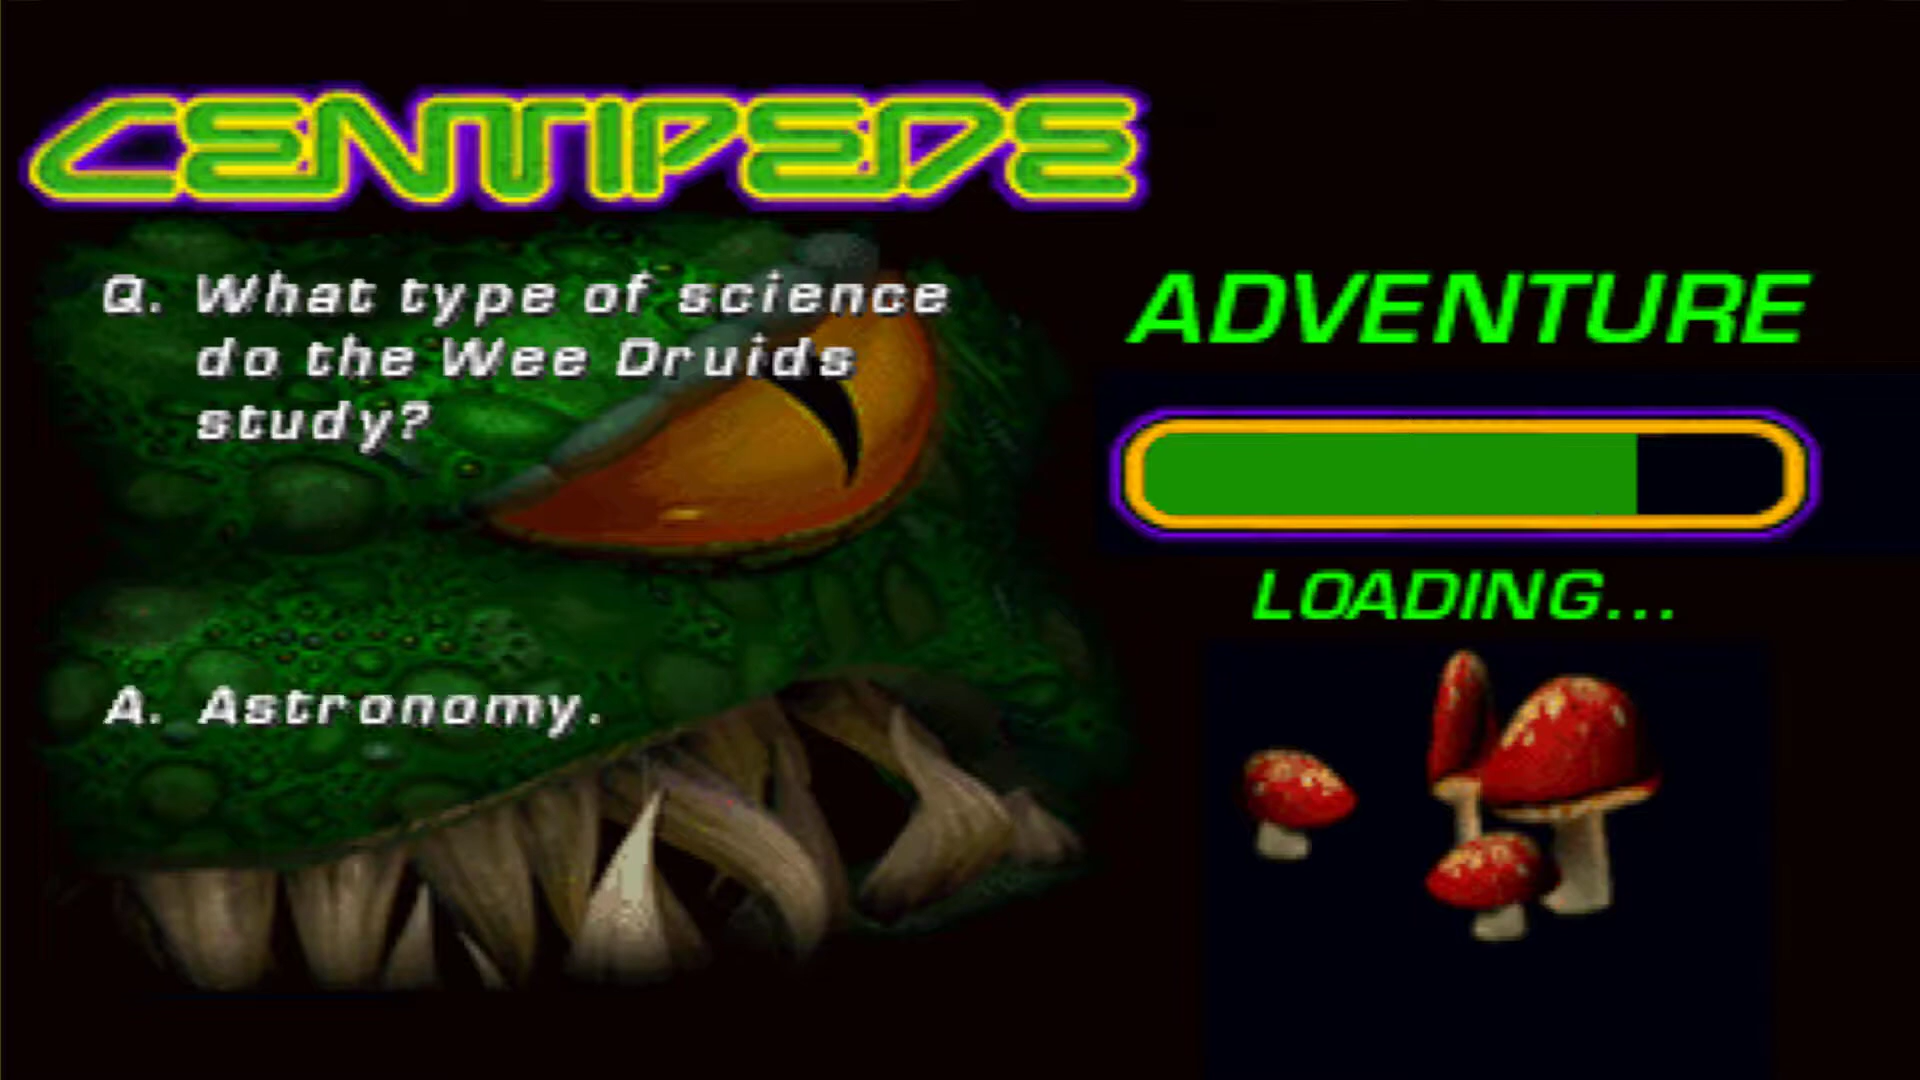 CENTIPEDE
Q. What type of science
do the Wee Druids
study?
A. Astronomy.
ADVENTURE
LOADING...